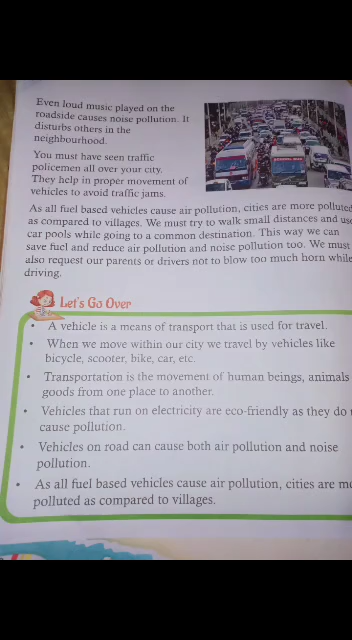 Even loud music played on the
roadside causes noise pollution. It
disturbs others in the
neighbourhood.
You must have seen traffic
policemen all over your city.
They help in proper movement of
vehicles to avoid traffic jams.
As all fuel based vehicles cause air pollution, cities are more polluted
as compared to villages. We must try to walk small distances and use
car pools while going to a common destination. This way we can
save fuel and reduce air pollution and noise pollution too. We must
also request our parents or drivers not to blow too much horn while
driving.
Let's Go Over
• A vehicle is a means of transport that is used for travel.
• When we move within our city we travel by vehicles like
bicycle, scooter, bike, car, etc.
• Transportation is the movement of human beings, animals
goods from one place to another.
• Vehicles that run on electricity are eco-friendly as they do
cause pollution.
• Vehicles on road can cause both air pollution and noise
pollution.
• As all fuel based vehicles cause air pollution, cities are
polluted as compared to villages.